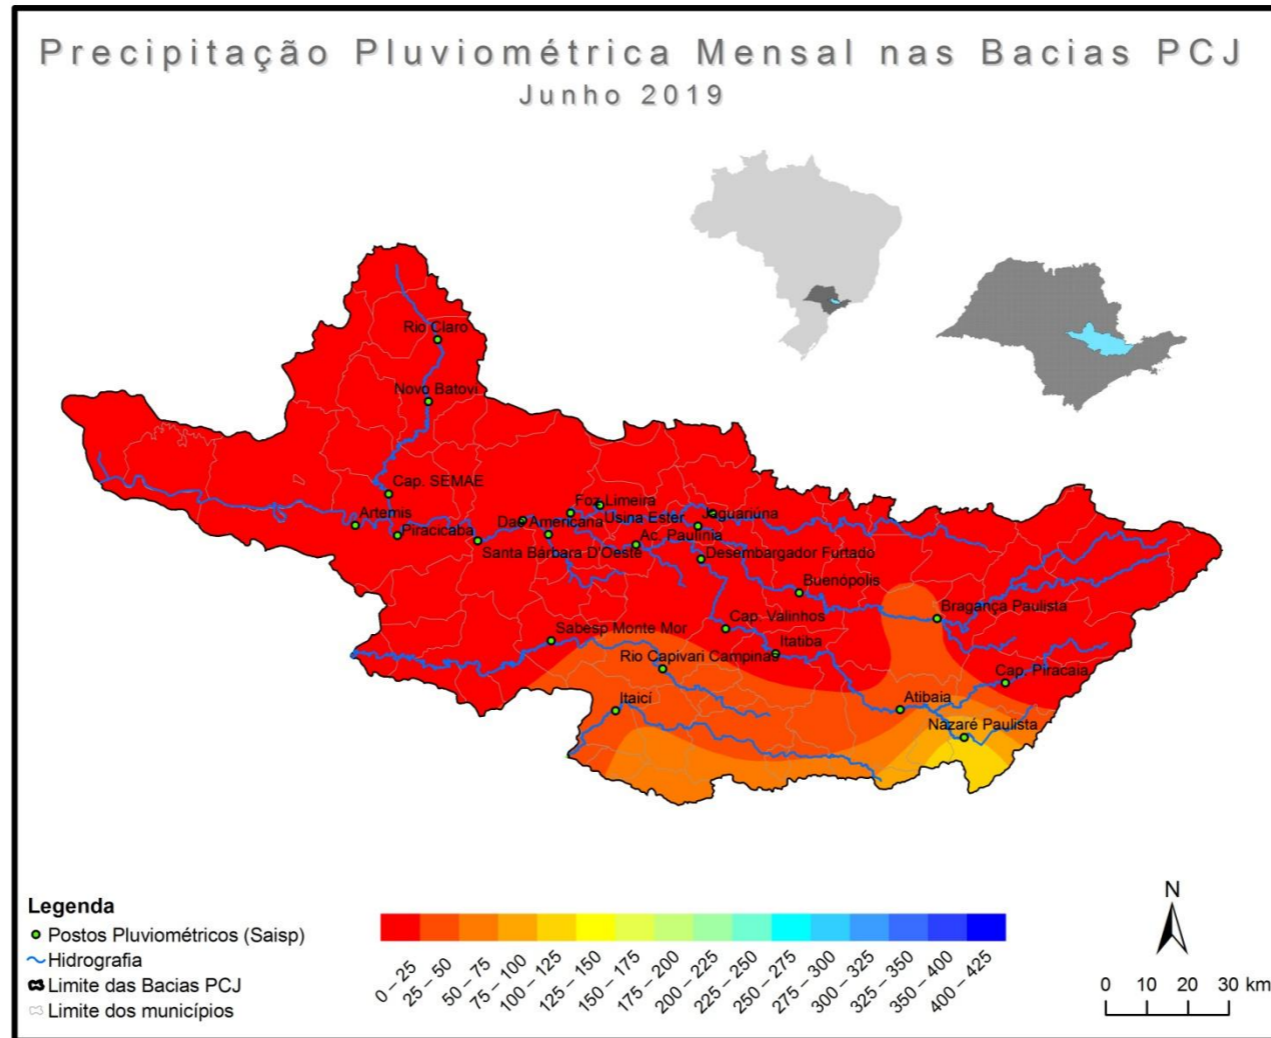 Precipitação Pluviométrica Mensal nas Bacias PCJ
Junho 2019
Rio Claro
Novo Batovi
Cap. SEMAE
Artemis
Piracicaba
Foz Limeira
Usina Ester
Jaguariuna
Dae Americana
Ac. Paulínia
Santa Bárbara D'Oeste
Desembargador Furtado
Buenópolis
Bragança Paulista
Cap. Valinhos
Sabesp Monte Mor
Itatiba
Rio Capivari Campinas
Cap. Piracaia
Itaicí
Atibaia
Nazaré Paulista
Legenda
Postos Pluviométricos (Saisp)
Hidrografia
Limite das Bacias PCJ
Limite dos municípios
0 – 25
25 – 50
50 – 75
75 – 100
100 – 125
125 – 150
150 – 175
175 – 200
200 – 225
225 – 250
250 – 275
275 – 300
300 – 325
325 – 350
350 – 400
400 – 425
N
0 10 20 30 km